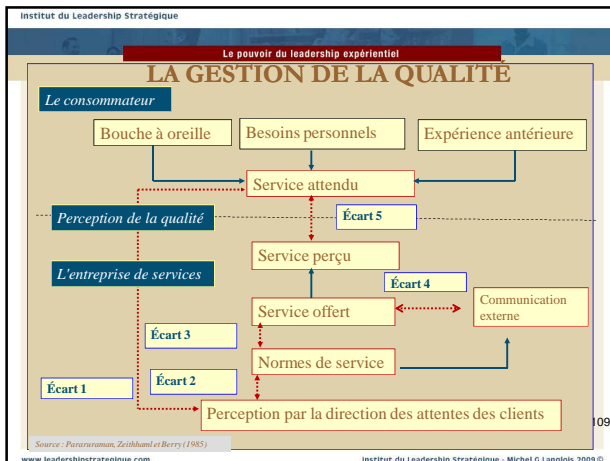 Institut du Leadership Stratégique
Le pouvoir du leadership expérientiel
LA GESTION DE LA QUALITÉ
Le consommateur
Bouche à oreille
Besoins personnels
Expérience antérieure
Service attendu
Perception de la qualité
Écart 5
Service perçu
L'entreprise de services
Écart 4
Service offert
Communication
externe
Écart 3
Normes de service
Écart 2
Écart 1
Perception par la direction des attentes des clients
109
Source : Parararaman, Zeithhaml et Berry (1985)
www.leadershipstrategique.com
Institut du Leadership Stratégique - Michel G Langlois 2009 ©